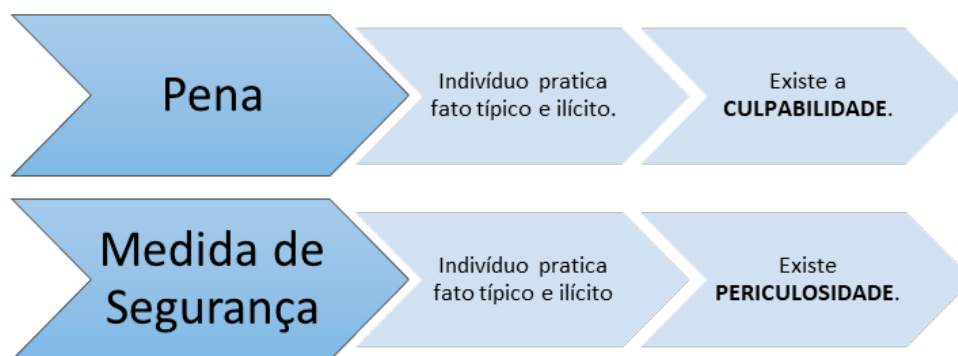 Pena
Indivíduo pratica
fato típico e ilícito.
Existe a
CULPABILIDADE.
Medida de
Segurança
Indivíduo pratica
fato típico e ilícito
Existe
PERICULOSIDADE.